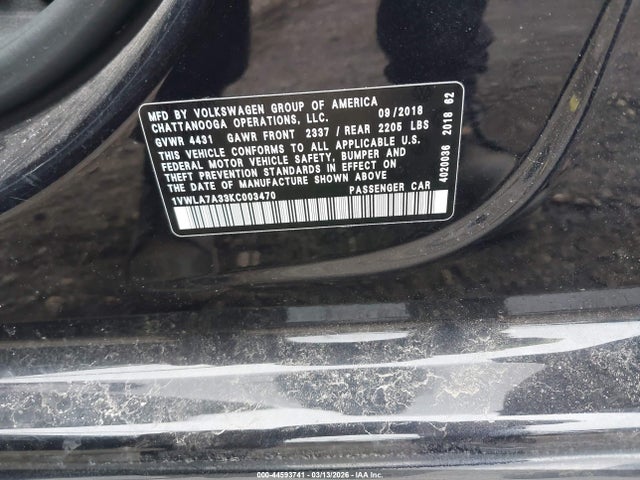 MFD BY VOLKSWAGEN GROUP OF AMERICA
CHATTANOOGA OPERATIONS, LLC. 09/2018
GVWR 4431 GAWR FRONT 2337 / REAR 2205 LBS
THIS VEHICLE CONFORMS TO ALL APPLICABLE U.S.
FEDERAL MOTOR VEHICLE SAFETY, BUMPER AND
THEFT PREVENTION STANDARDS IN EFFECT ON
THE DATE OF MANUFACTURE SHOWN ABOVE
1VWLA7A33KC003470 PASSENGER CAR
4020036 2018 62
000-44593741 - 03/13/2026 - IAA Inc.